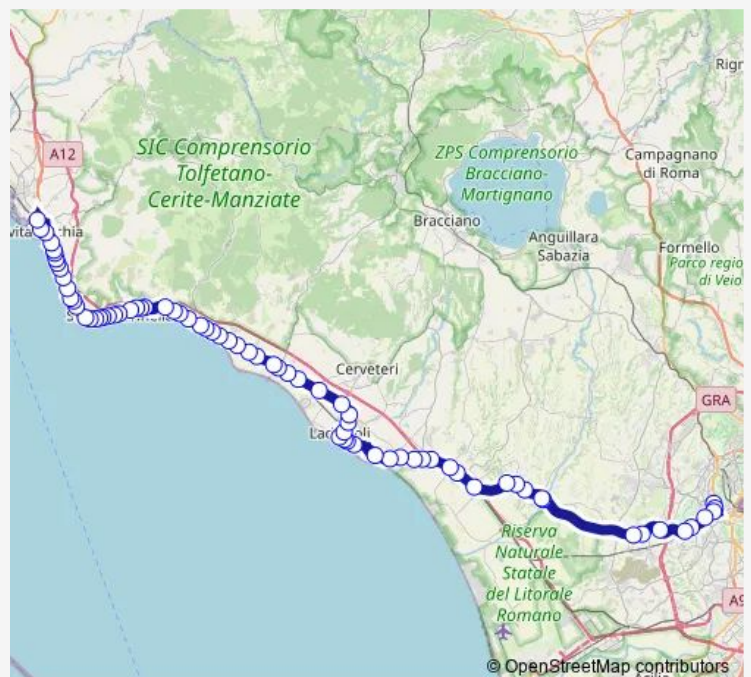 Rign
SIC Comprensorio
Tolfetano-
Cerite-Manziate
A12
ZPS Comprensorio
Bracciano-
Martignano
Campagnano
di Roma
Bracciano
Anguillara
Sabazia
Formello
Parco regio
di Veio
Cerveteri
GRA
Riserva
Naturale
Statale
del Litorale
Romano
© OpenStreetMap contributors